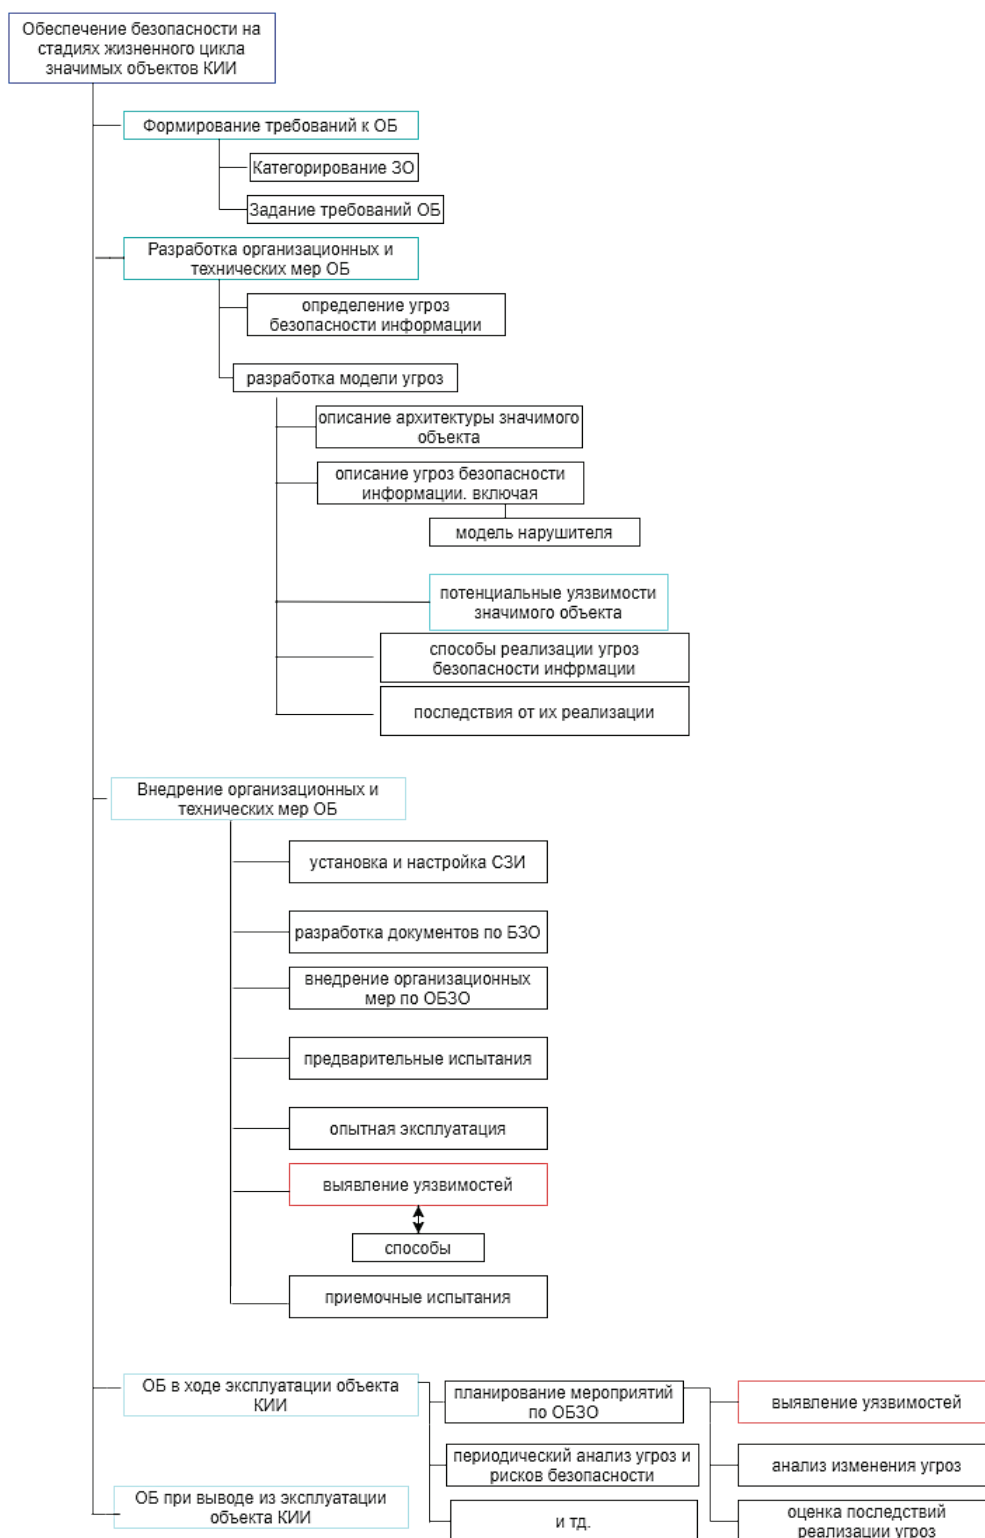 Обеспечение безопасности на
стадиях жизненного цикла
значимых объектов КИИ
Формирование требований к ОБ
Категорирование ЗО
Задание требований ОБ
Разработка организационных и
технических мер ОБ
определение угроз
безопасности информации
разработка модели угроз
описание архитектуры значимого
объекта
описание угроз безопасности
информации. включая
модель нарушителя
потенциальные уязвимости
значимого объекта
способы реализации угроз
безопасности инфрмации
последствия от их реализации
Внедрение организационных и
технических мер ОБ
установка и настройка СЗИ
разработка документов по БЗО
внедрение организационных
мер по ОБЗО
предварительные испытания
опытная эксплуатация
выявление уязвимостей
способы
приемочные испытания
ОБ в ходе эксплуатации объекта
КИИ
планирование мероприятий
по ОБЗО
выявление уязвимостей
периодический анализ угроз и
рисков безопасности
анализ изменения угроз
и тд.
оценка последствий
реализации угроз
ОБ при выводе из эксплуатации
объекта КИИ